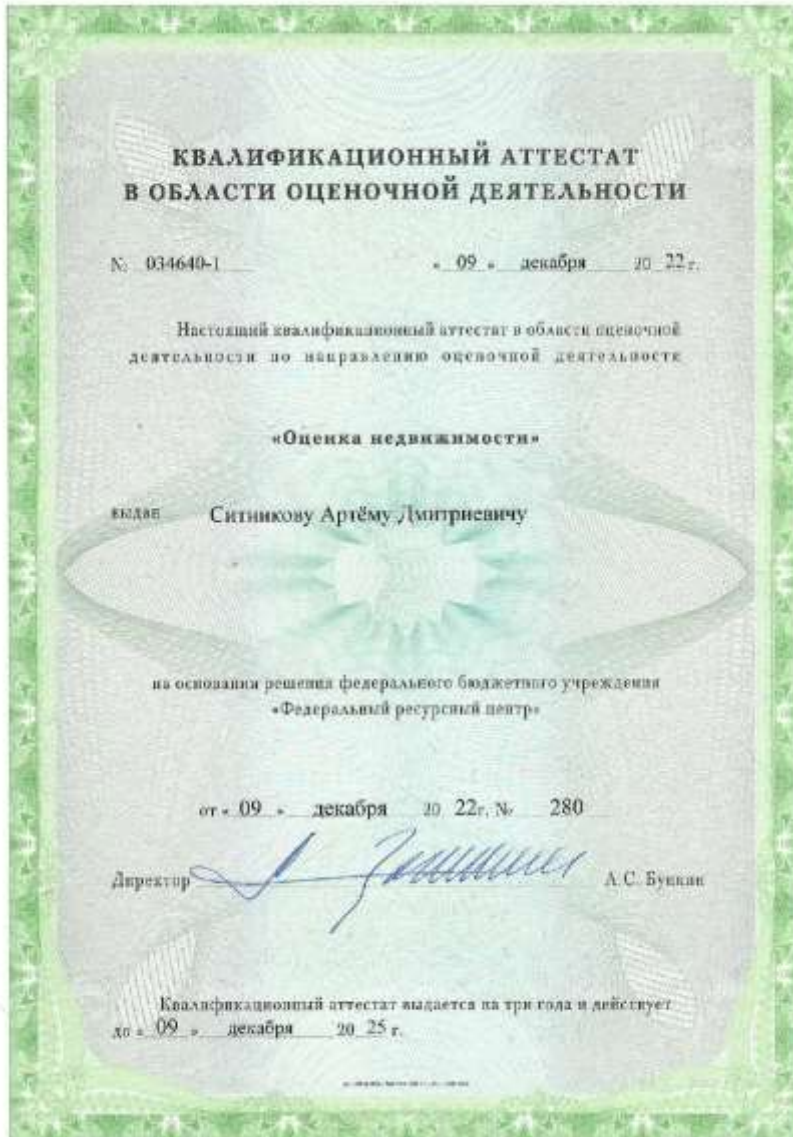 КВАЛИФИКАЦИОННЫЙ АТТЕСТАТ
В ОБЛАСТИ ОЦЕНОЧНОЙ ДЕЯТЕЛЬНОСТИ
№ 034640-1 « 09 » декабря 20 22 г.
Настоящий квалификационный аттестат в области оценочной
деятельности по направлению оценочной деятельности
«Оценка недвижимости»
выдан Ситникову Артёму Дмитриевичу
на основании решения федерального бюджетного учреждения
«Федеральный ресурсный центр»
от « 09 » декабря 20 22г. № 280
Директор А.С. Бункин
Квалификационный аттестат выдается на три года и действует
до « 09 » декабря 20 25 г.